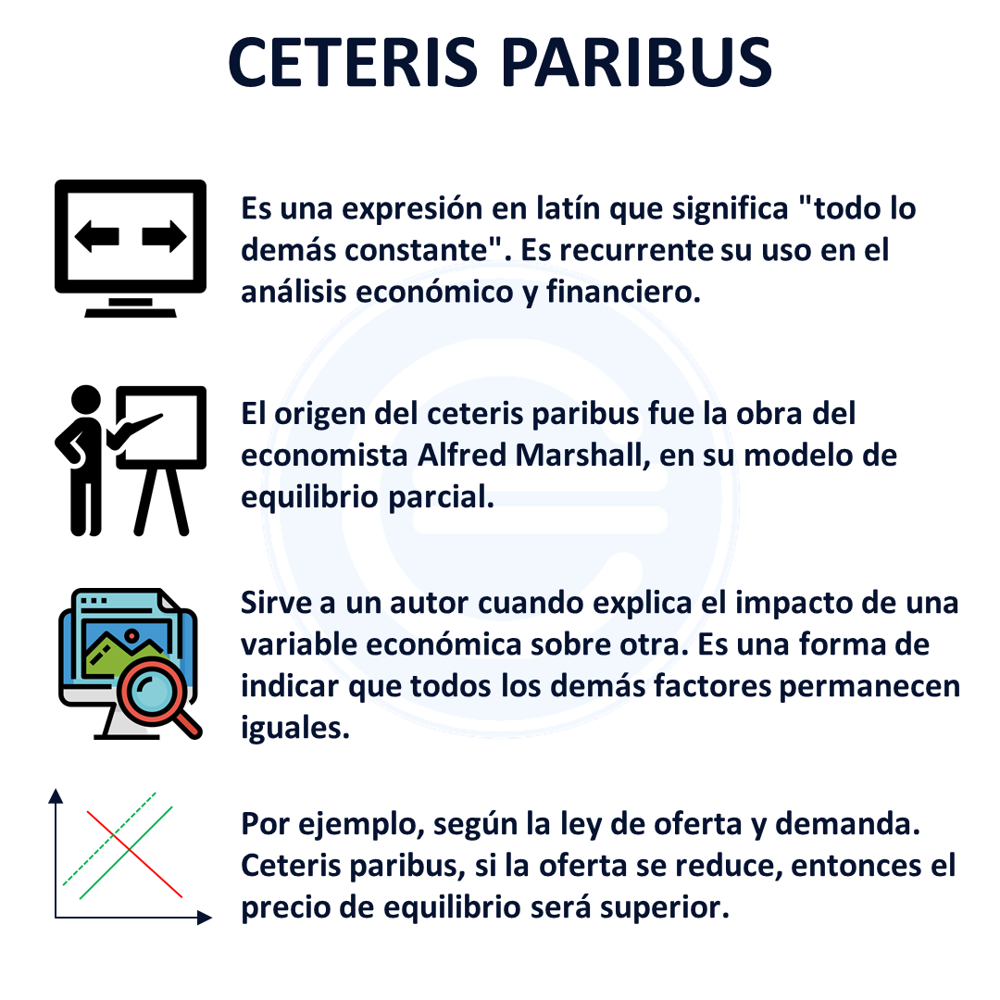 CETERIS PARIBUS
Es una expresión en latín que significa "todo lo
demás constante". Es recurrente su uso en el
análisis económico y financiero.
El origen del ceteris paribus fue la obra del
economista Alfred Marshall, en su modelo de
equilibrio parcial.
Sirve a un autor cuando explica el impacto de una
variable económica sobre otra. Es una forma de
indicar que todos los demás factores permanecen
iguales.
Por ejemplo, según la ley de oferta y demanda.
Ceteris paribus, si la oferta se reduce, entonces el
precio de equilibrio será superior.